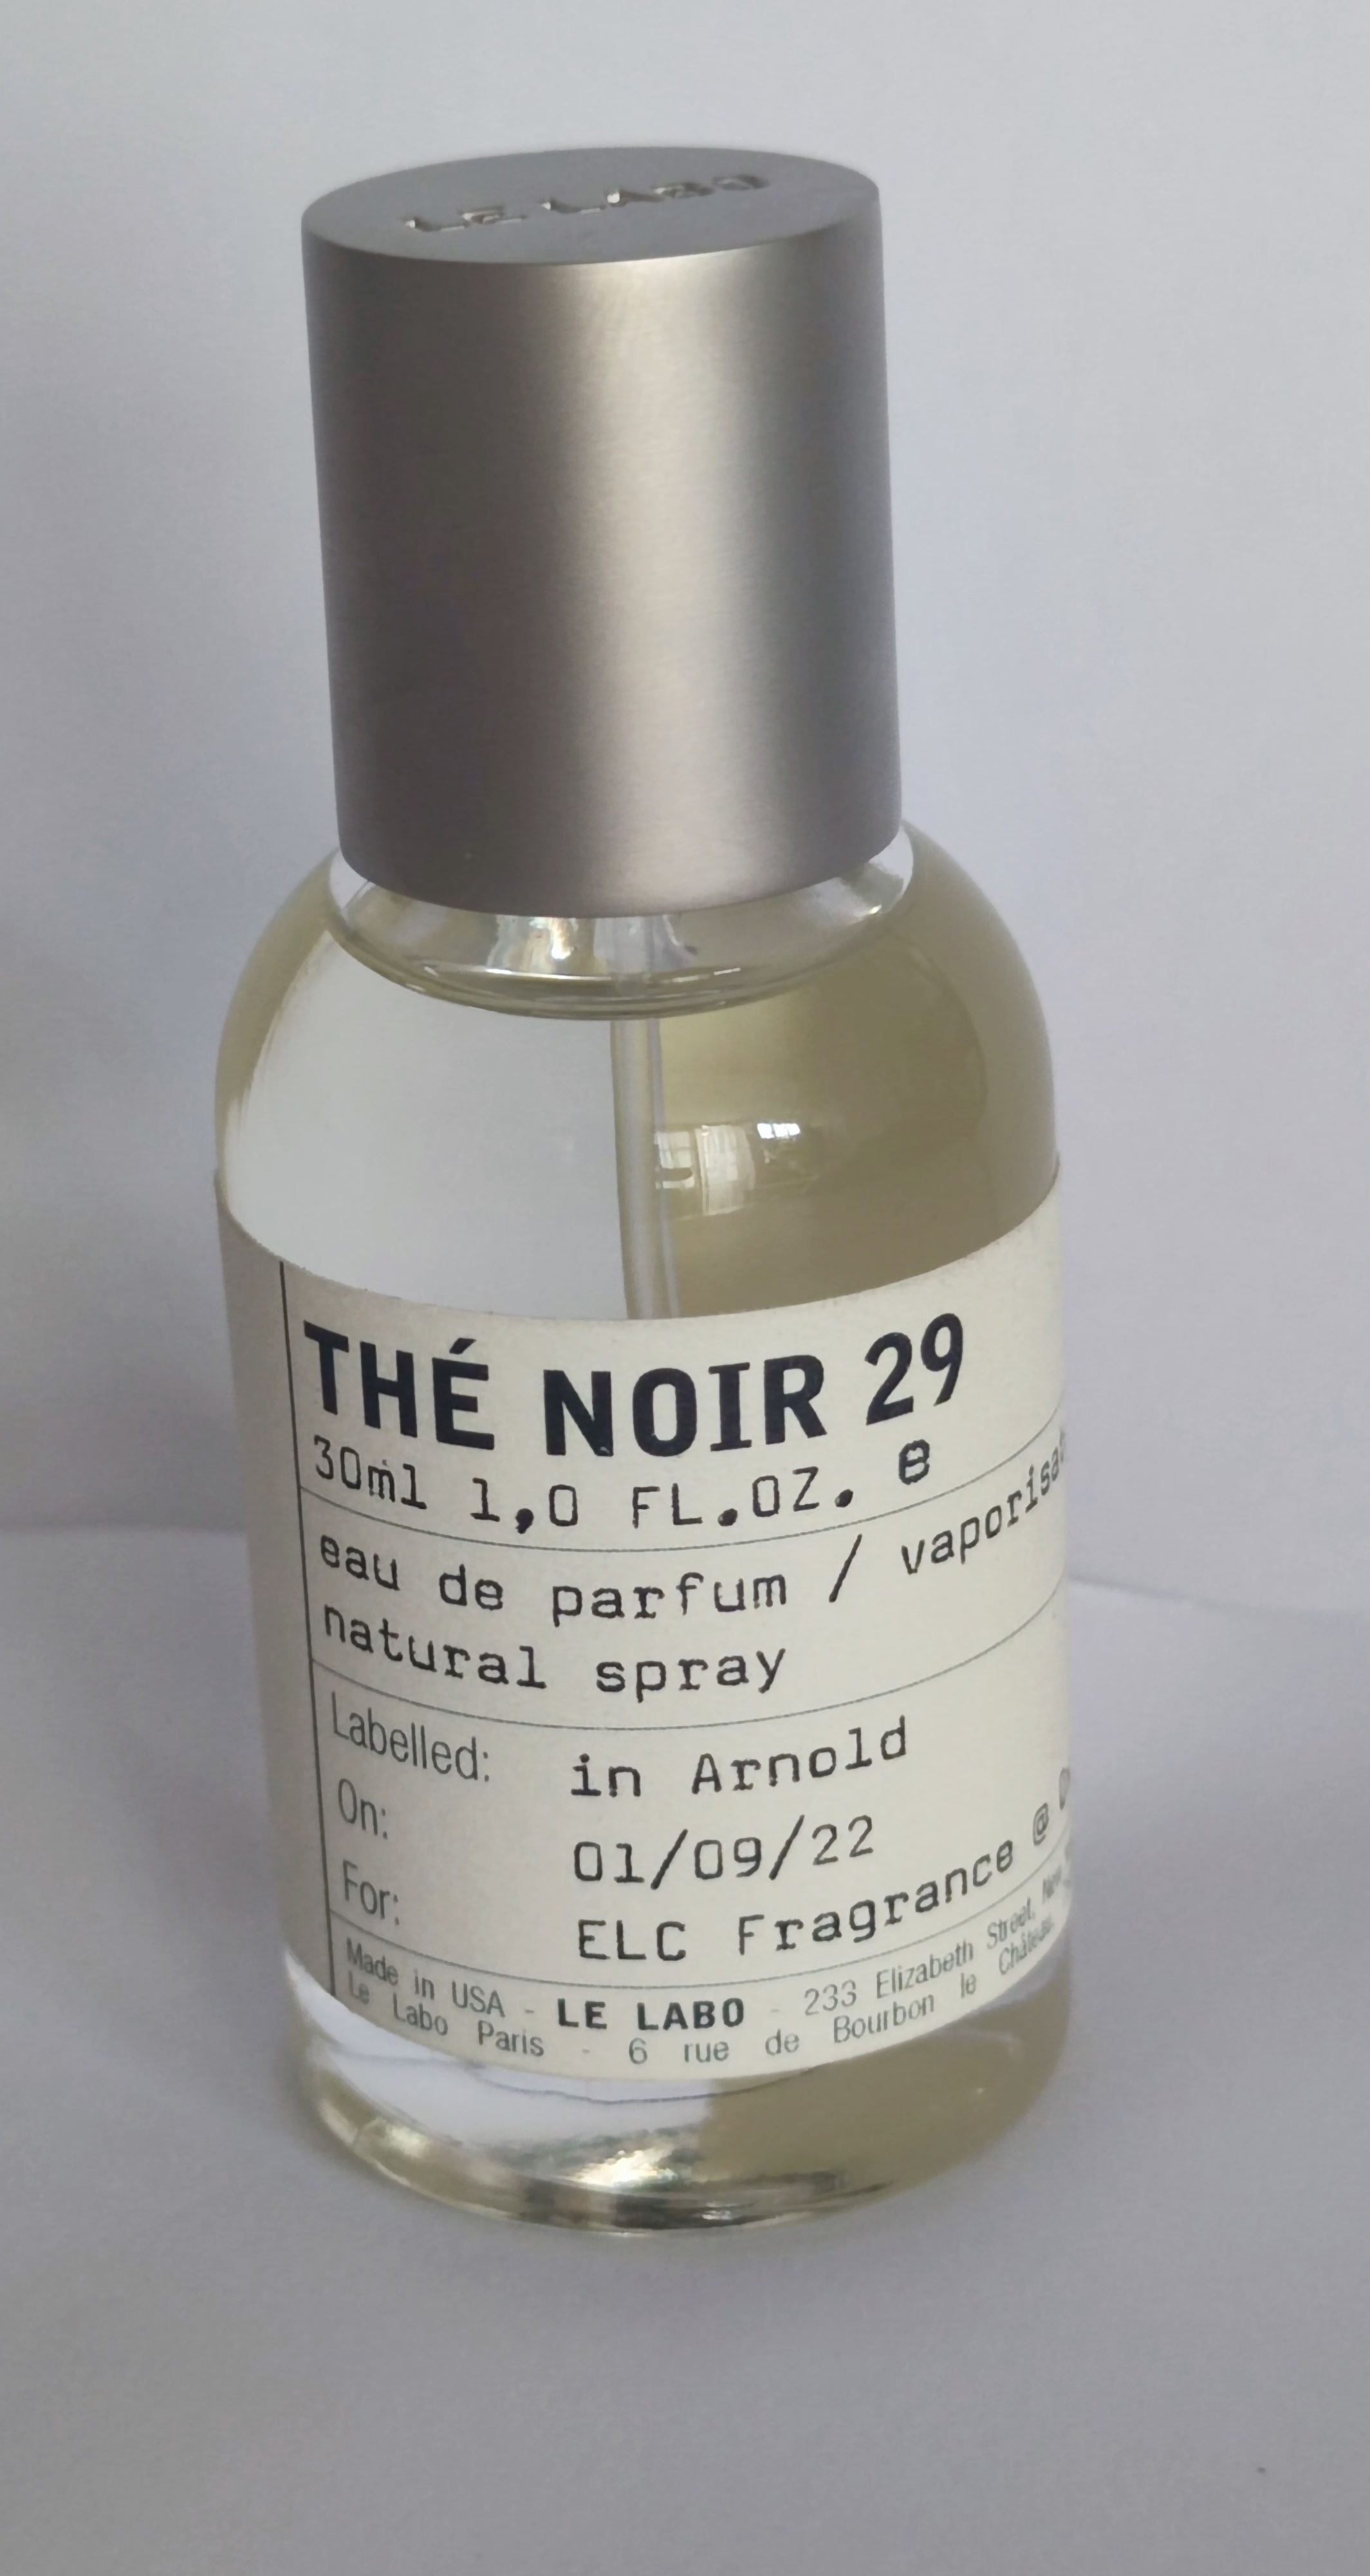 LE LABO
THÉ NOIR 29
30ml 1,0 FL.OZ. e
eau de parfum /
natural spray
Labelled: in Arnold
On: 01/09/22
For: ELC Fragrance @
Made in USA - LE LABO - 233 Elizabeth Street, New
Le Labo Paris - 6 rue de Bourbon le